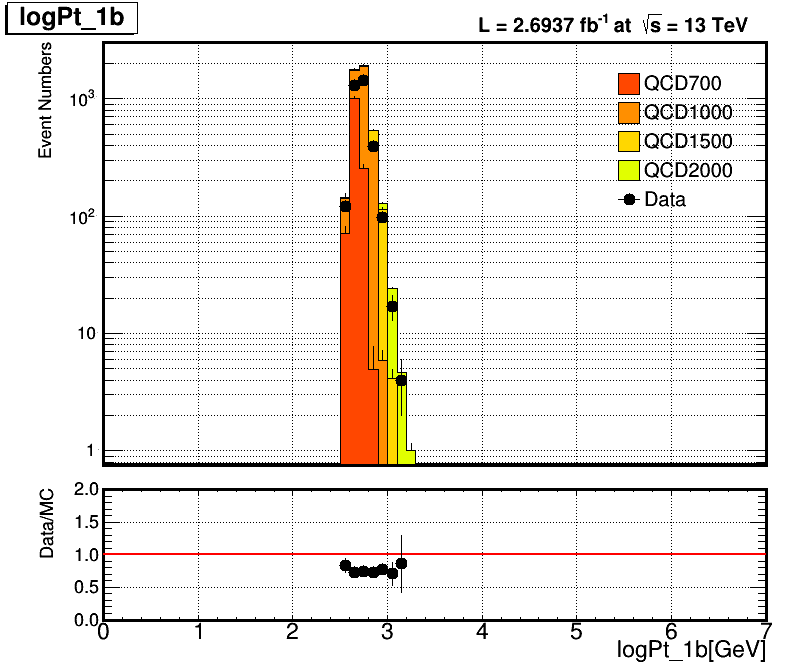 logPt_1b
L = 2.6937 fb⁻¹ at √s = 13 TeV
Event Numbers
10³
10²
10
1
QCD700
QCD1000
QCD1500
QCD2000
Data
Data/MC
2.0
1.5
1.0
0.5
0.0
0 1 2 3 4 5 6 7
logPt_1b[GeV]